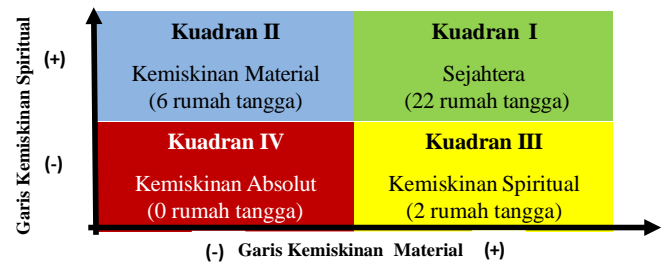 Garis Kemiskinan Spiritual
(+)
(-)
Kuadran II
Kemiskinan Material
(6 rumah tangga)
Kuadran I
Sejahtera
(22 rumah tangga)
Kuadran IV
Kemiskinan Absolut
(0 rumah tangga)
Kuadran III
Kemiskinan Spiritual
(2 rumah tangga)
(-) Garis Kemiskinan Material (+)